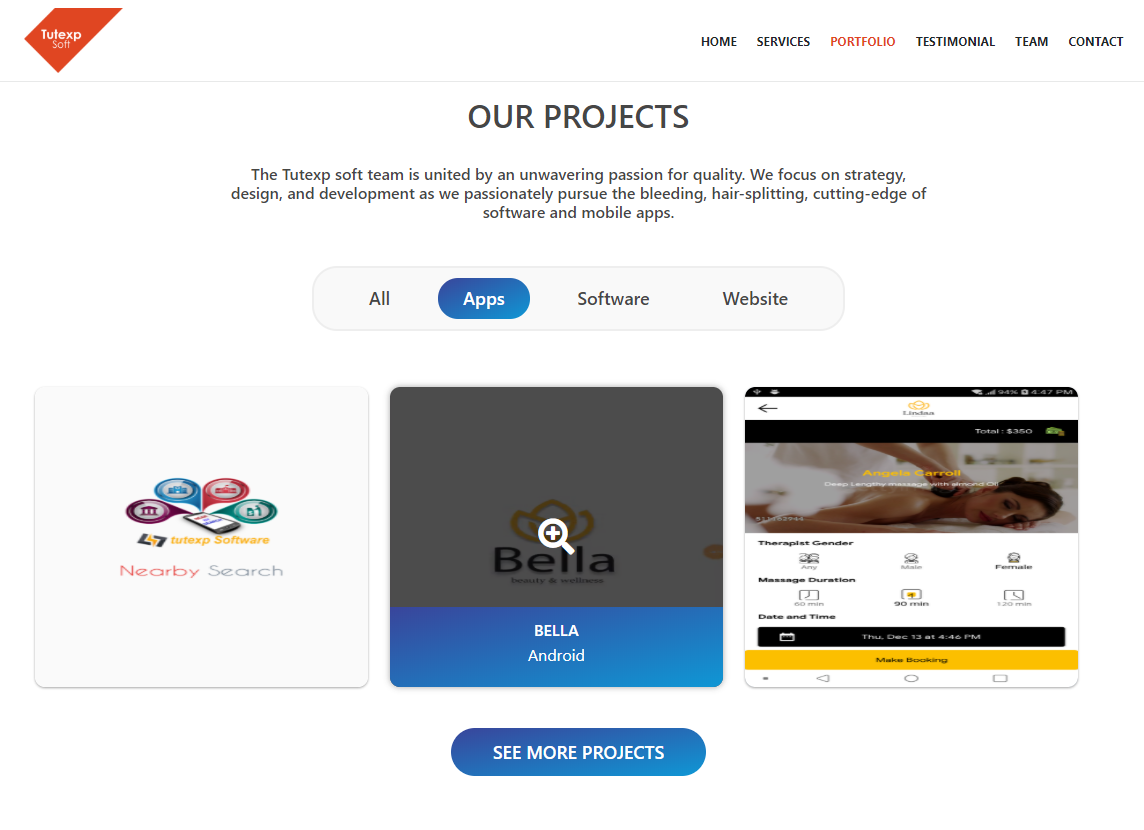 Tutexp
Soft
HOME SERVICES PORTFOLIO TESTIMONIAL TEAM CONTACT
OUR PROJECTS
The Tutexp soft team is united by an unwavering passion for quality. We focus on strategy,
design, and development as we passionately pursue the bleeding, hair-splitting, cutting-edge of
software and mobile apps.
All Apps Software Website
tutexp Software
Nearby Search
Bella
beauty & wellness
BELLA
Android
94% 4:47 PM
Lindaa
Total : $350
Angela Carroll
Deep Lengthy massage with almond Oil
Therapist Gender
Any Male Female
Massage Duration
60 min 90 min 120 min
Date and Time
Thu, Dec 13 at 4:46 PM
Make Booking
SEE MORE PROJECTS